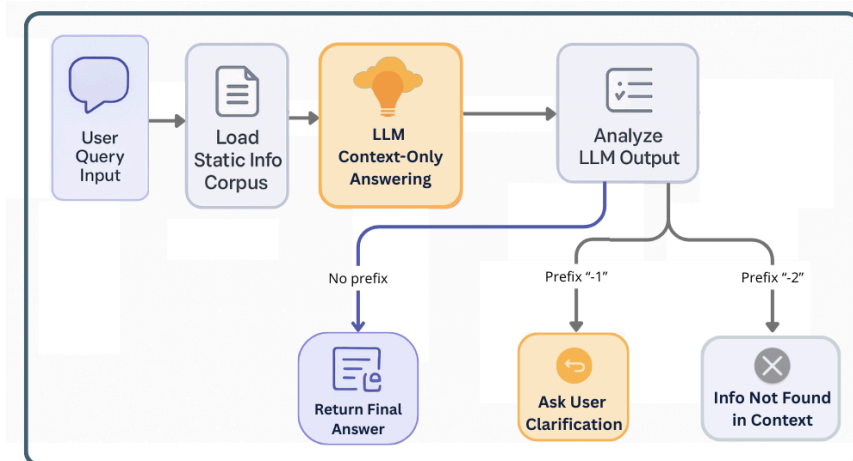 User
Query
Input
Load
Static Info
Corpus
LLM
Context-Only
Answering
Analyze
LLM Output
No prefix
Prefix “-1”
Prefix “-2”
Return Final
Answer
Ask User
Clarification
Info Not Found
in Context